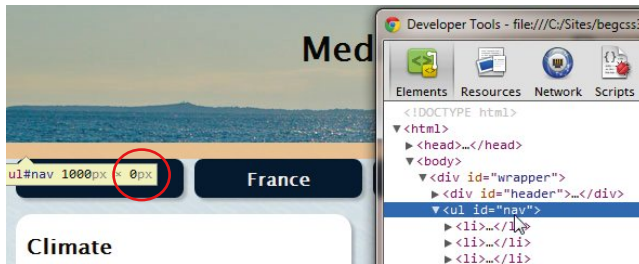 Med
ul#nav 1000px × 0px
France
Climate
Developer Tools - file:///C:/Sites/begcss3
Elements Resources Network Scripts
<!DOCTYPE html>
▼<html>
▶<head>…</head>
▼<body>
▼<div id="wrapper">
▶<div id="header">…</div>
▼<ul id="nav">
▶<li>…</li>
▶<li>…</li>
▶<li>…</li>